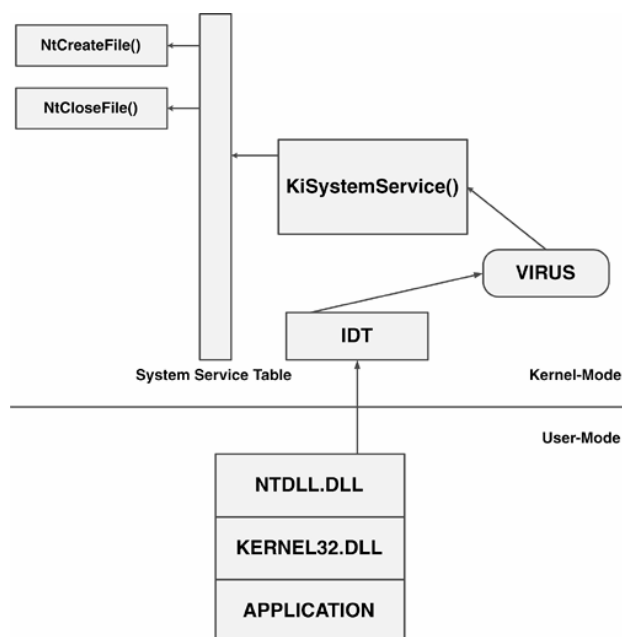 NtCreateFile()
NtCloseFile()
KiSystemService()
VIRUS
IDT
System Service Table
Kernel-Mode
User-Mode
NTDLL.DLL
KERNEL32.DLL
APPLICATION